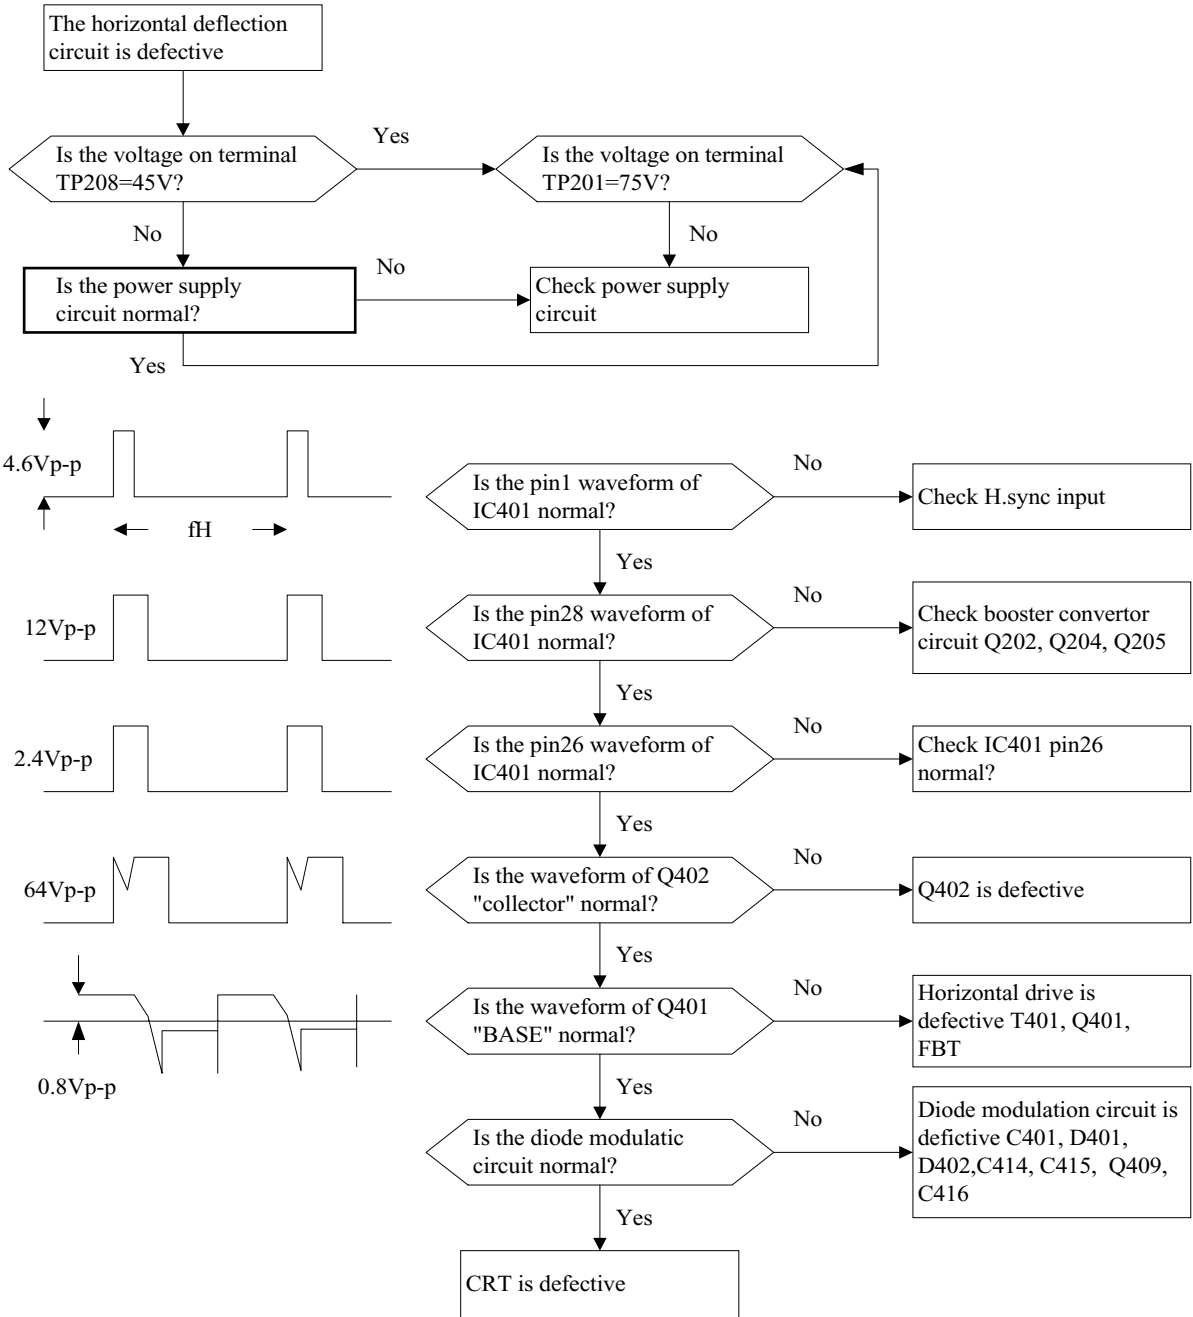 The horizontal deflection
circuit is defective
Is the voltage on terminal
TP208=45V?
Yes
Is the voltage on terminal
TP201=75V?
No
No
Is the power supply
circuit normal?
No
Check power supply
circuit
Yes
4.6Vp-p
fH
Is the pin1 waveform of
IC401 normal?
No
Check H.sync input
Yes
12Vp-p
Is the pin28 waveform of
IC401 normal?
No
Check booster convertor
circuit Q202, Q204, Q205
Yes
2.4Vp-p
Is the pin26 waveform of
IC401 normal?
No
Check IC401 pin26
normal?
Yes
64Vp-p
Is the waveform of Q402
"collector" normal?
No
Q402 is defective
Yes
0.8Vp-p
Is the waveform of Q401
"BASE" normal?
No
Horizontal drive is
defective T401, Q401,
FBT
Yes
Is the diode modulatic
circuit normal?
No
Diode modulation circuit is
defictive C401, D401,
D402,C414, C415, Q409,
C416
Yes
CRT is defective